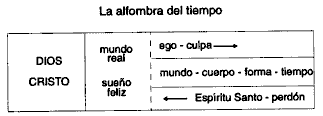 La alfombra del tiempo
DIOS
CRISTO
mundo
real
sueño
feliz
ego - culpa
mundo - cuerpo - forma - tiempo
Espíritu Santo - perdón